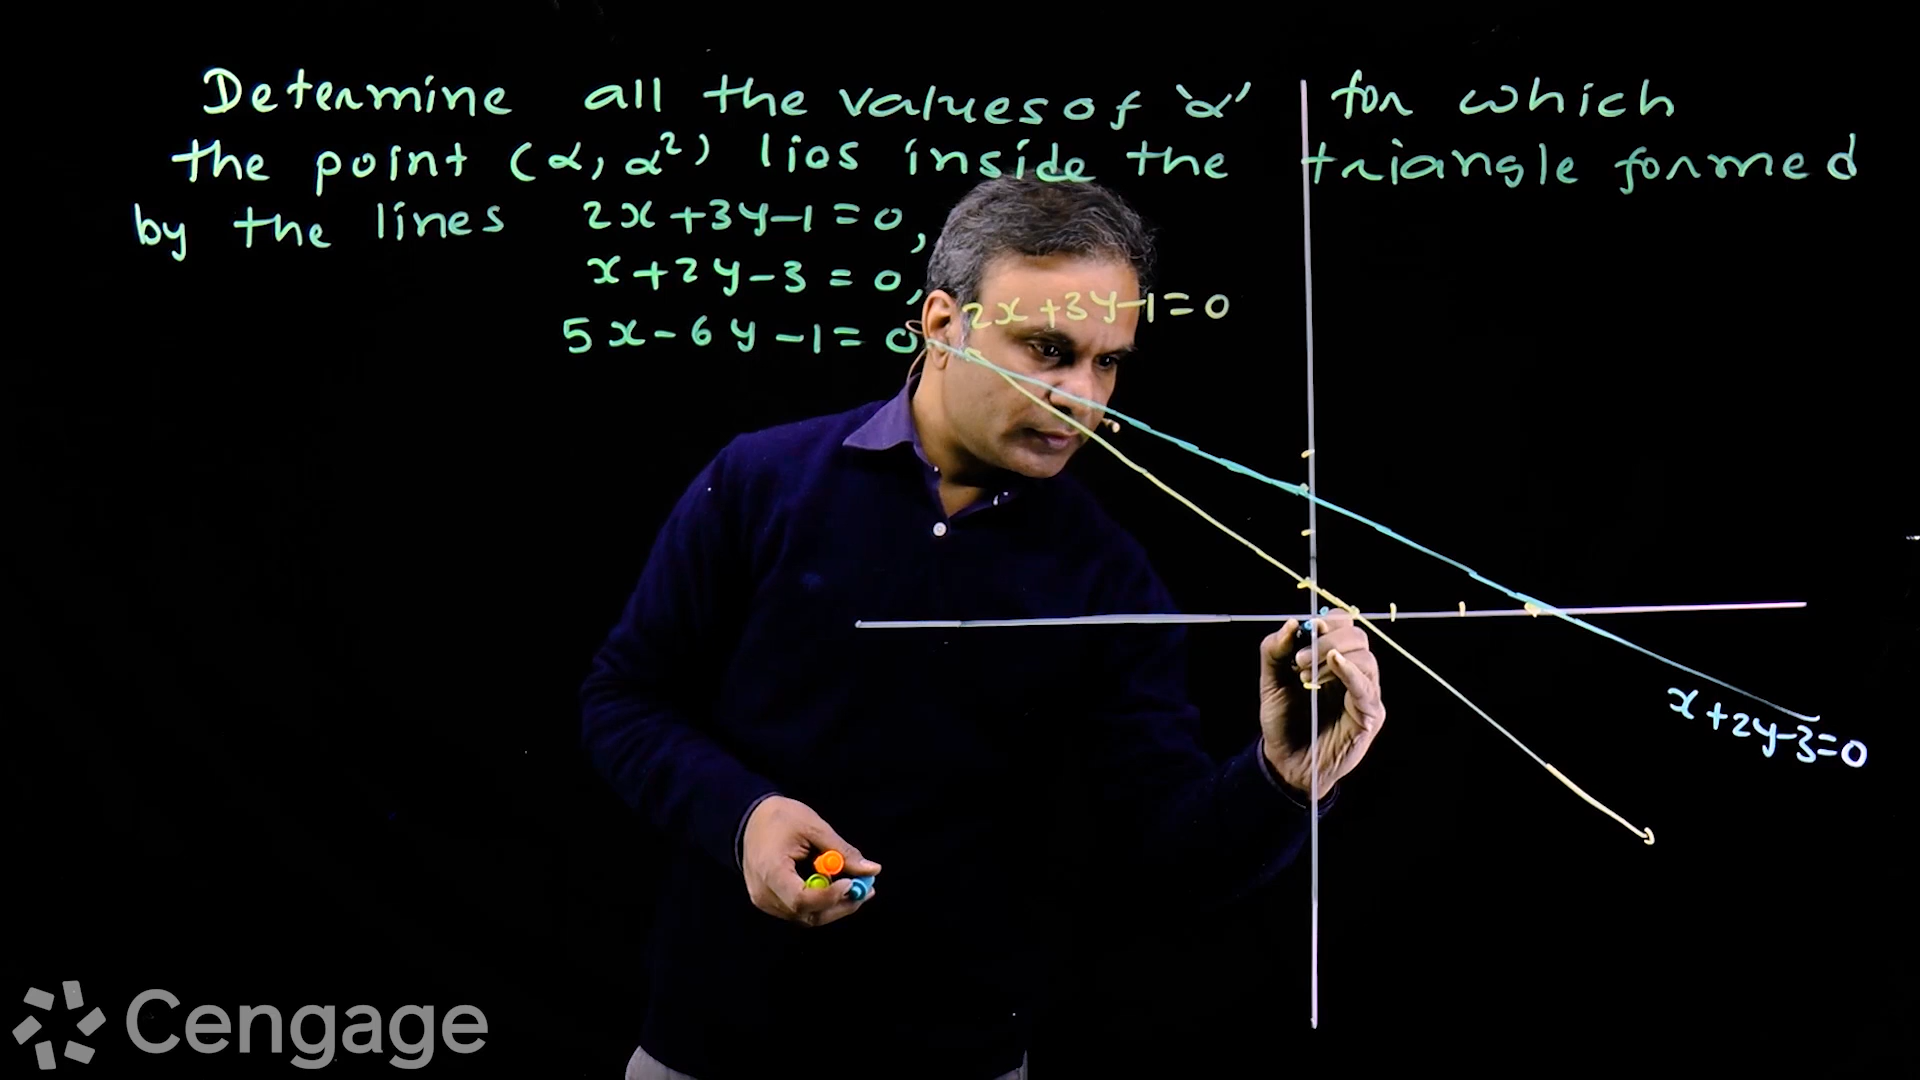 Determine all the values of 'α' for which
the point (α, α²) lies inside the triangle formed
by the lines 2x+3y-1=0,
x+2y-3=0,
5x-6y-1=0
2x+3y-1=0
x+2y-3=0
Cengage